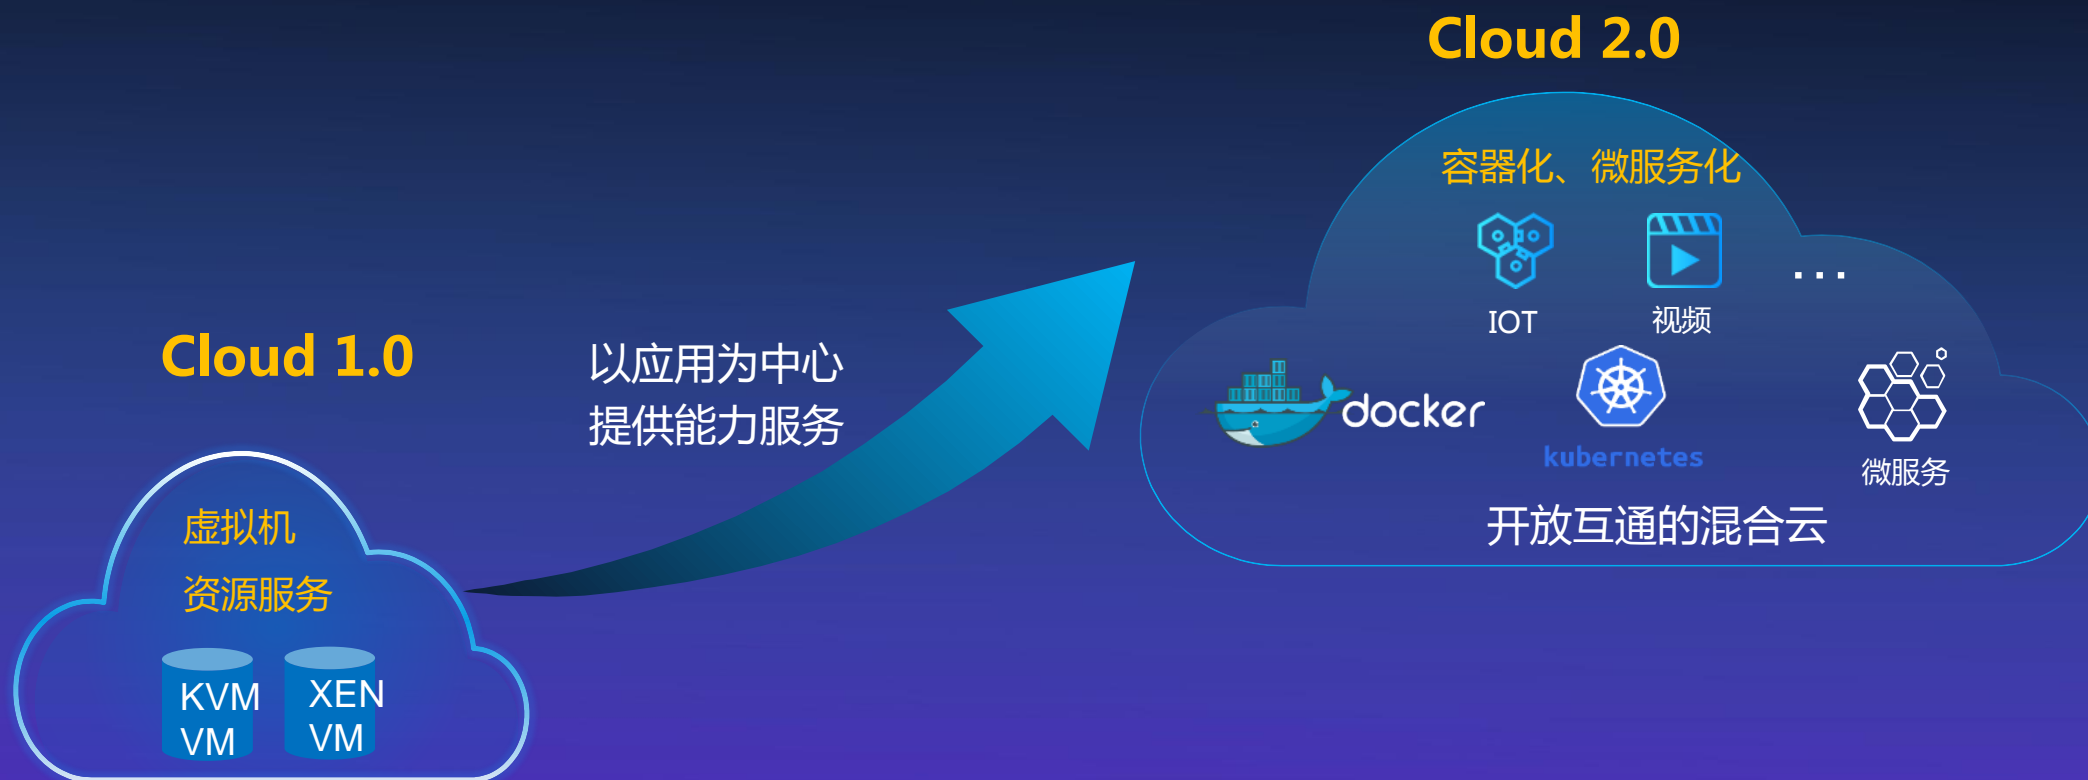 Cloud 2.0
容器化、微服务化
IOT
视频
...
docker
kubernetes
微服务
开放互通的混合云
以应用为中心
提供能力服务
Cloud 1.0
虚拟机
资源服务
KVM
VM
XEN
VM